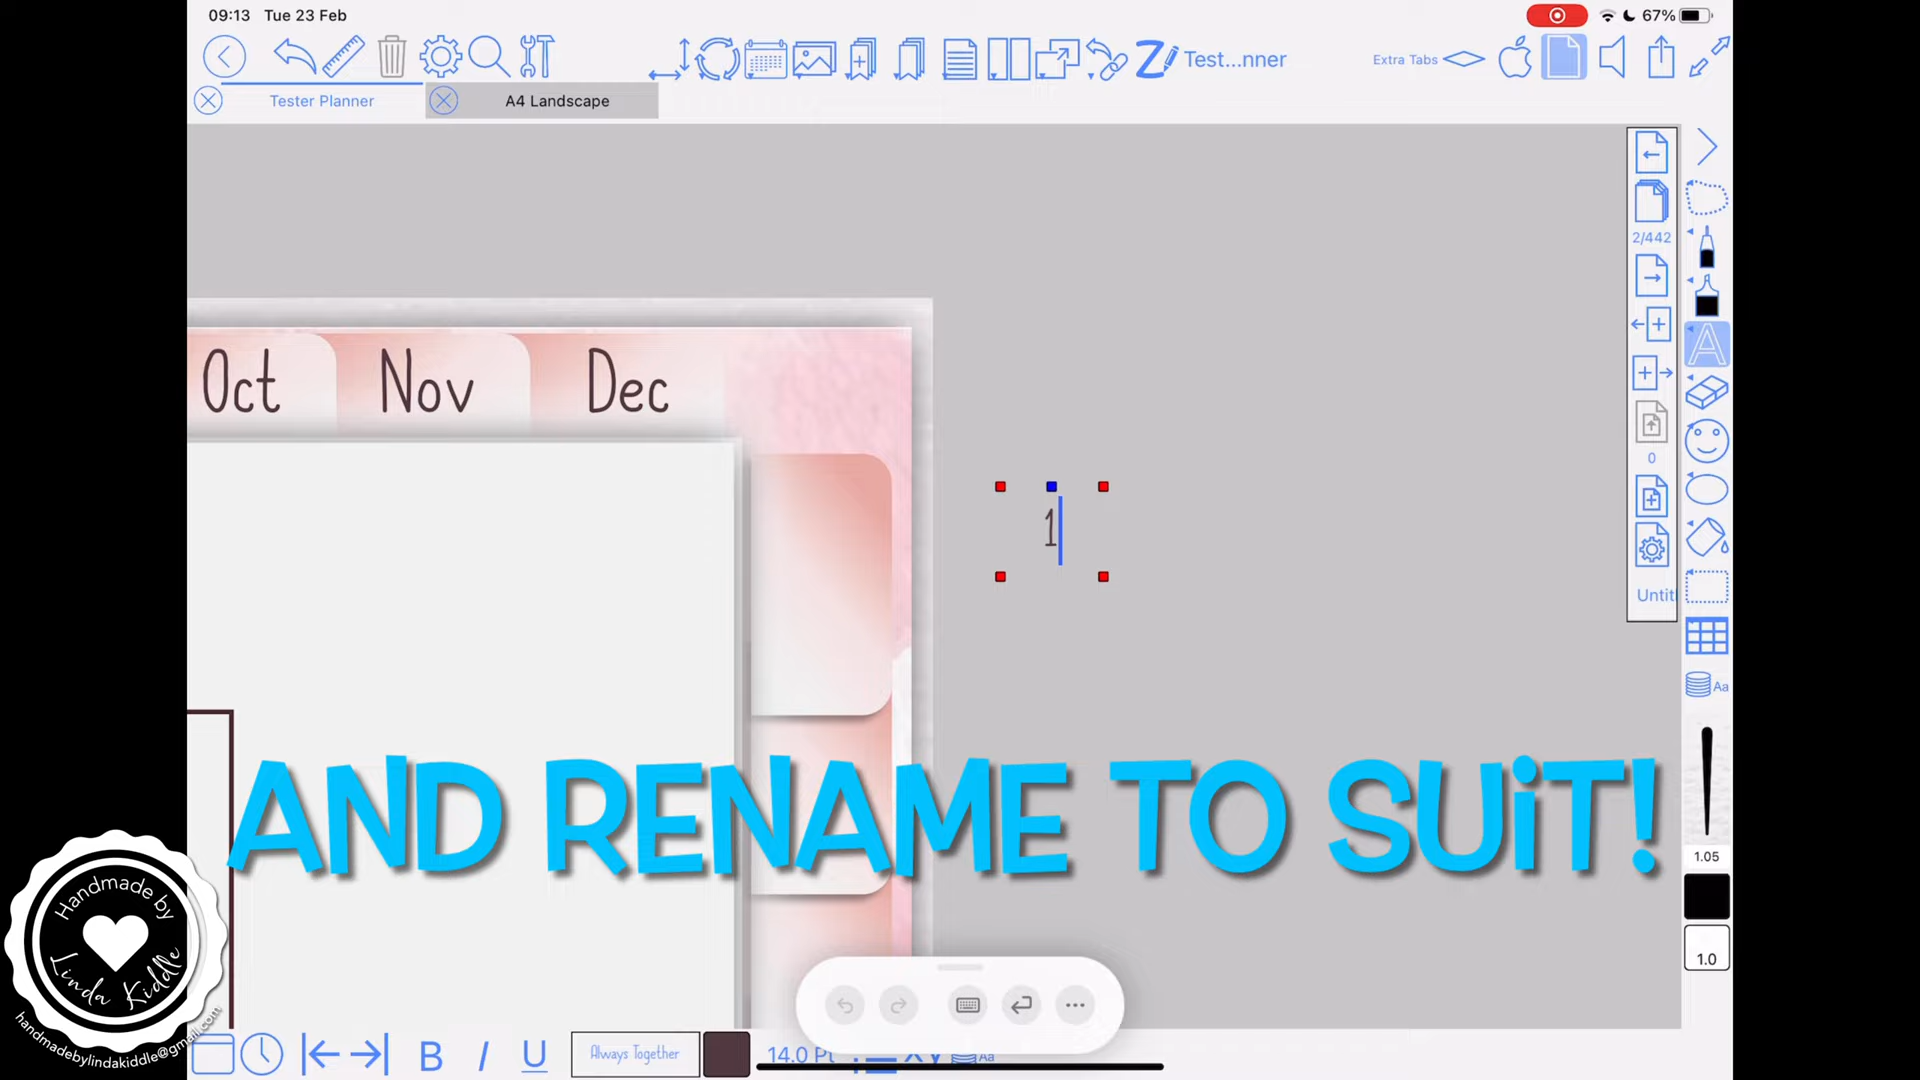 09:13 Tue 23 Feb
67%
Test...nner
Extra Tabs
Tester Planner
A4 Landscape
2/442
Oct
Nov
Dec
1
0
Untit
Aa
AND RENAME TO SUiT!
1.05
1.0
Handmade by
Linda Kiddle
handmadebylindakiddle@gmail.com
B I U
Always Together
14.0 Pt
Aa